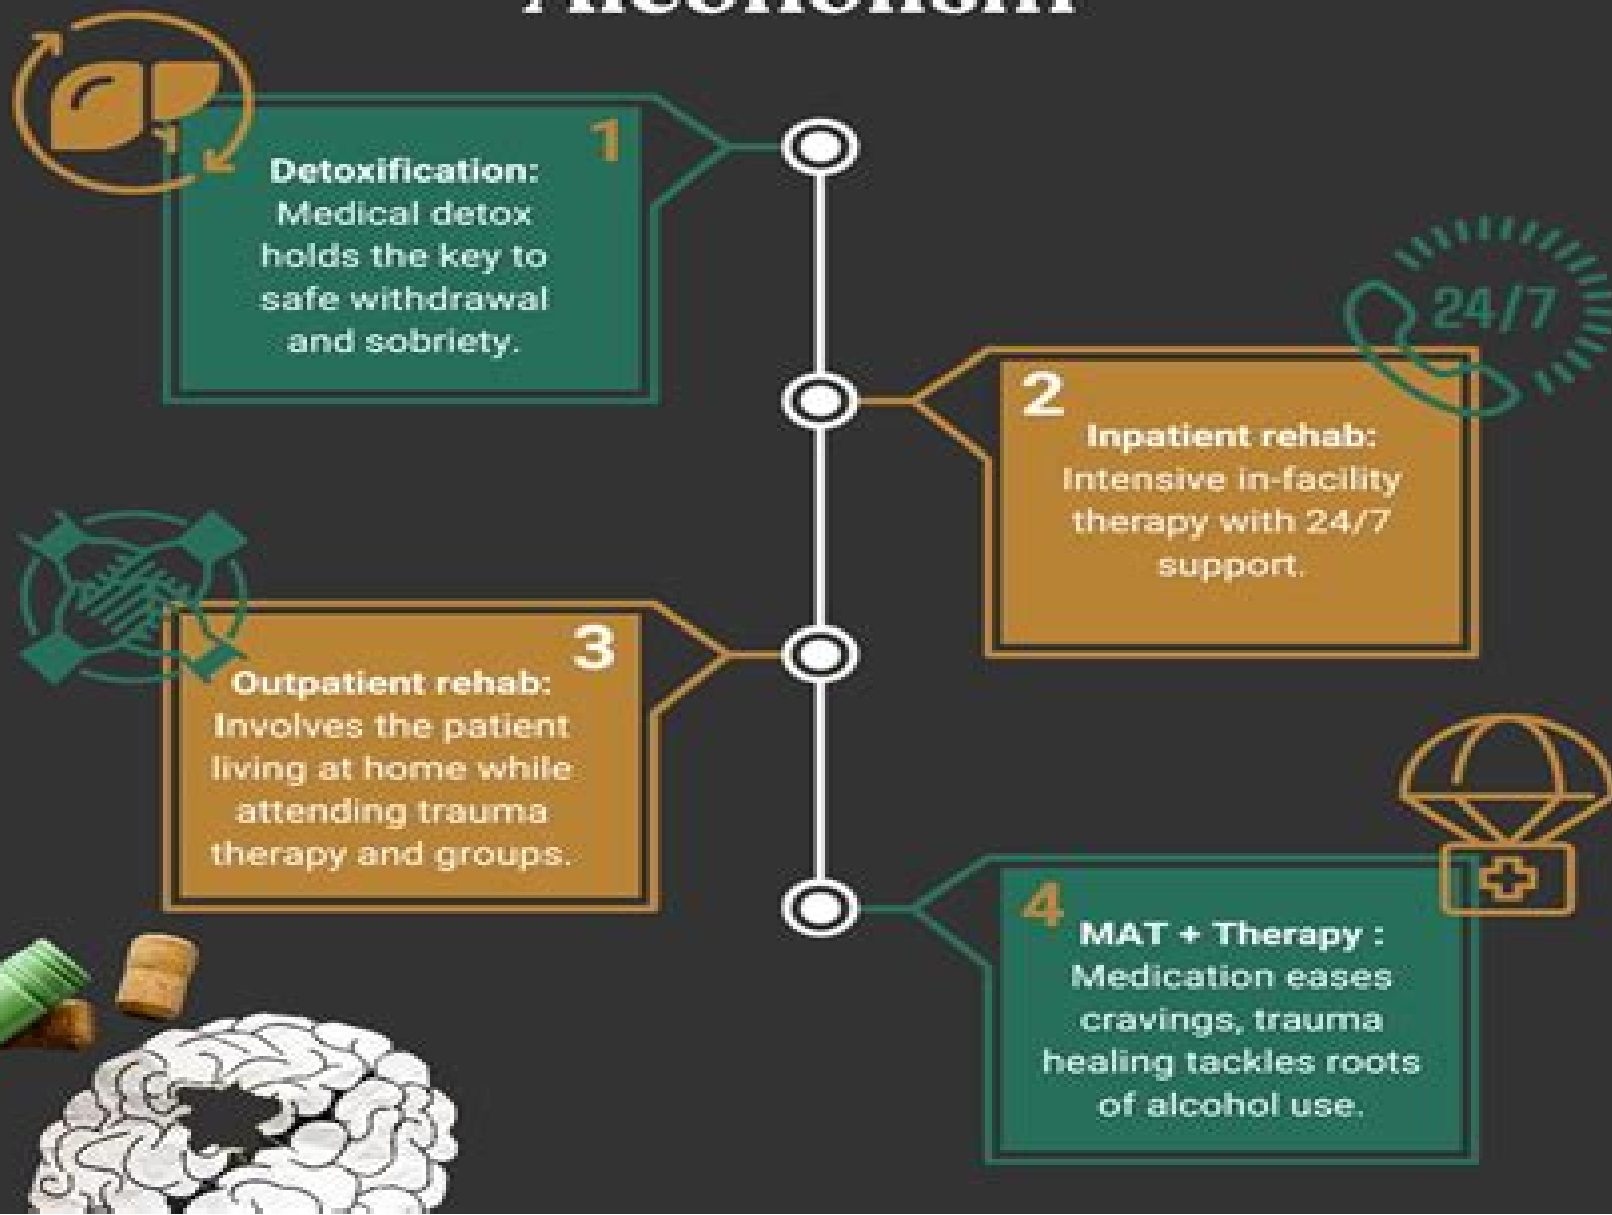 Alcoholism
1
Detoxification:
Medical detox
holds the key to
safe withdrawal
and sobriety.
24/7
2
Inpatient rehab:
Intensive in-facility
therapy with 24/7
support.
3
Outpatient rehab:
Involves the patient
living at home while
attending trauma
therapy and groups.
4
MAT + Therapy :
Medication eases
cravings, trauma
healing tackles roots
of alcohol use.